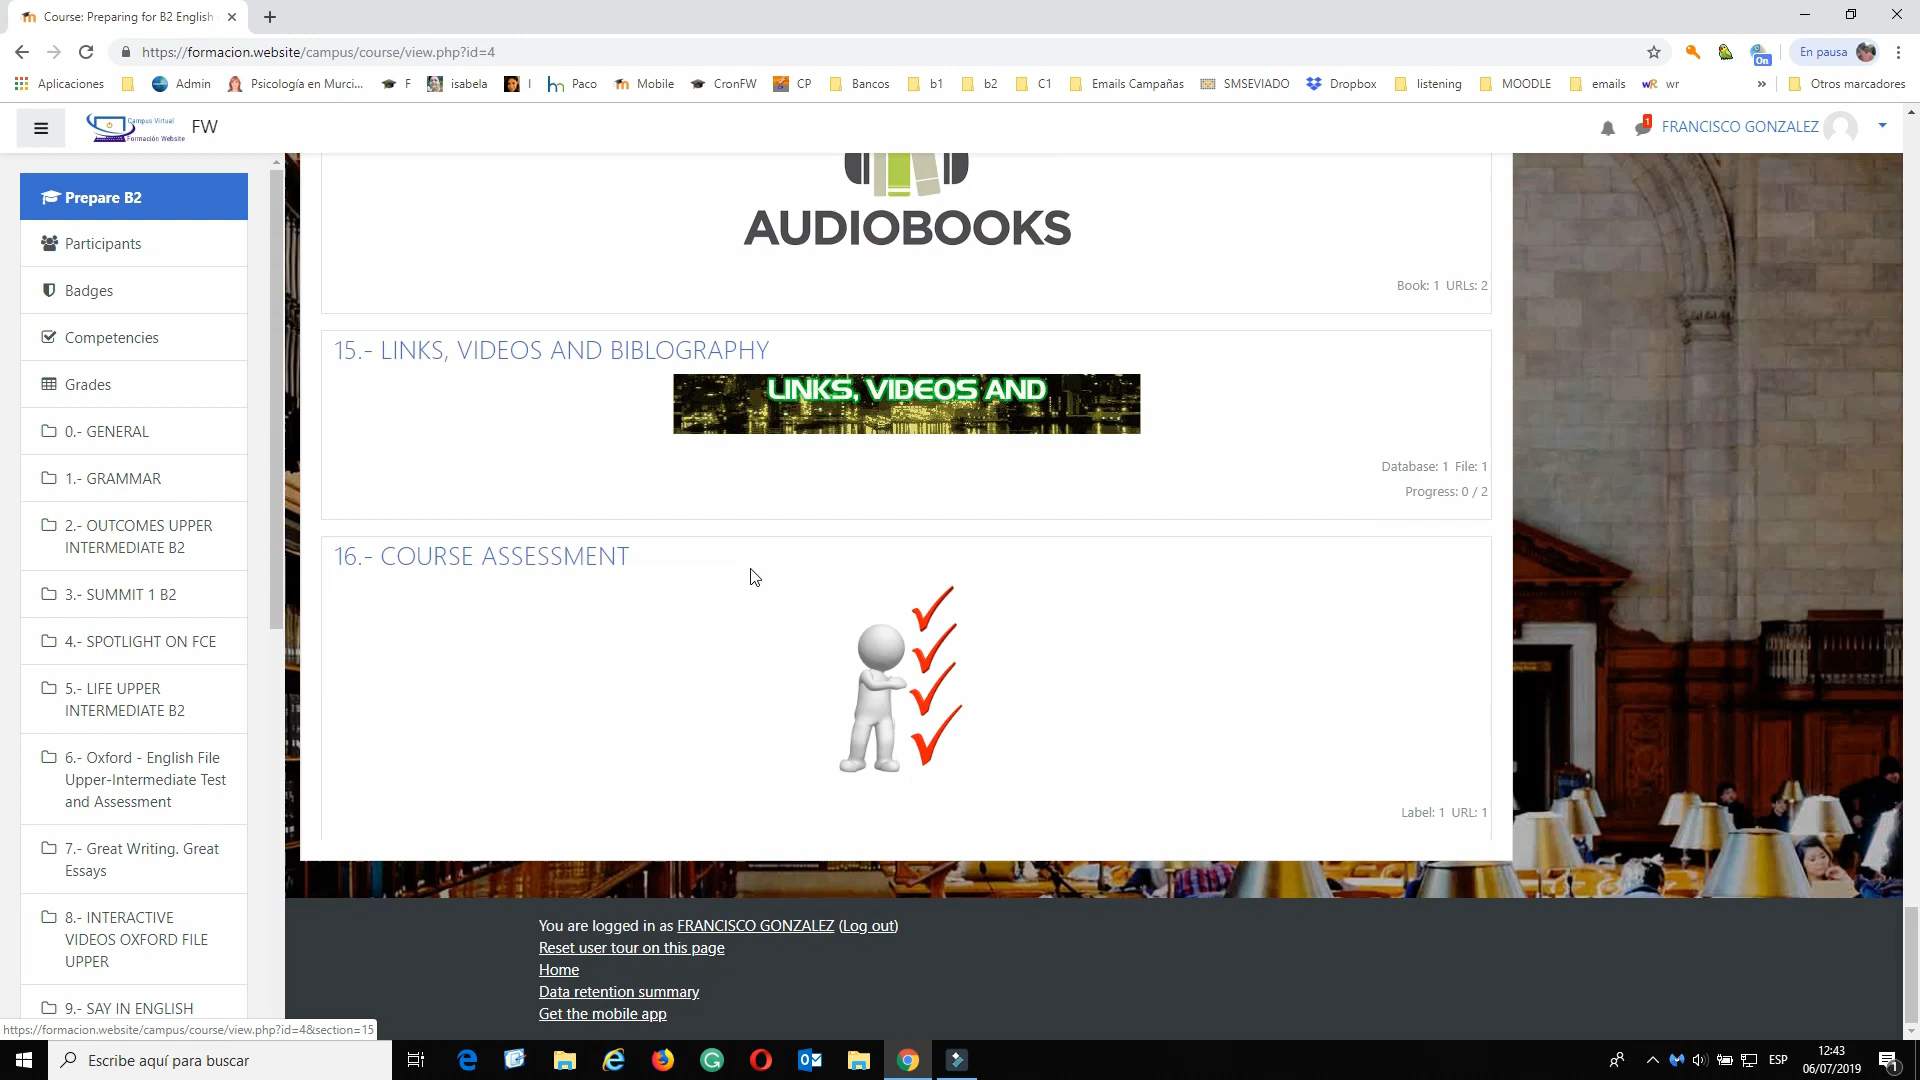 Course: Preparing for B2 English
https://formacion.website/campus/course/view.php?id=4
En pausa
On
Aplicaciones
Admin
Psicología en Murci...
F
isabela
I
Paco
Mobile
CronFW
CP
Bancos
b1
b2
C1
Emails Campañas
SMSEVIADO
Dropbox
listening
MOODLE
emails
wr
»
Otros marcadores
Campus Virtual
Formación Website
FW
1
FRANCISCO GONZALEZ
Prepare B2
Participants
Badges
Competencies
Grades
0.- GENERAL
1.- GRAMMAR
2.- OUTCOMES UPPER
INTERMEDIATE B2
3.- SUMMIT 1 B2
4.- SPOTLIGHT ON FCE
5.- LIFE UPPER
INTERMEDIATE B2
6.- Oxford - English File
Upper-Intermediate Test
and Assessment
7.- Great Writing. Great
Essays
8.- INTERACTIVE
VIDEOS OXFORD FILE
UPPER
9.- SAY IN ENGLISH
AUDIOBOOKS
Book: 1 URLs: 2
15.- LINKS, VIDEOS AND BIBLOGRAPHY
LINKS, VIDEOS AND
Database: 1 File: 1
Progress: 0 / 2
16.- COURSE ASSESSMENT
Label: 1 URL: 1
You are logged in as FRANCISCO GONZALEZ (Log out)
Reset user tour on this page
Home
Data retention summary
Get the mobile app
https://formacion.website/campus/course/view.php?id=4&section=15
Escribe aquí para buscar
ESP
12:43
06/07/2019
1